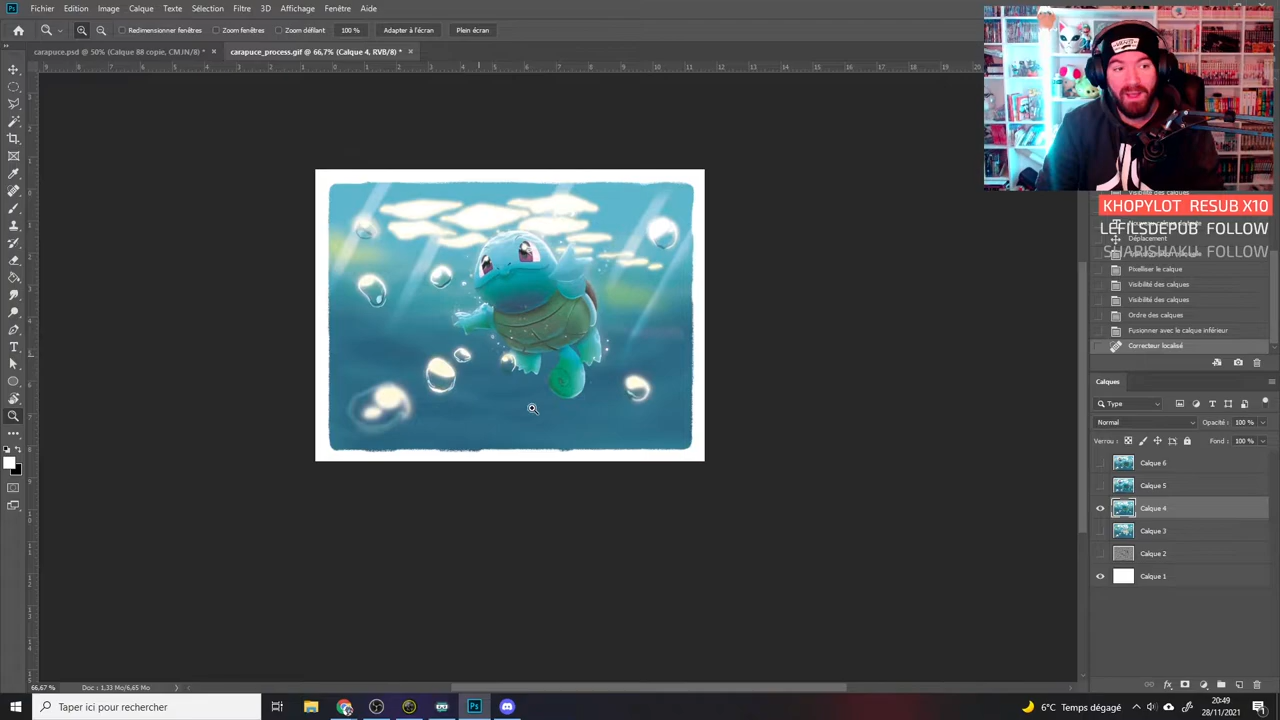 Ps Fichier Edition Image Calque Texte Sélection Filtre 3D Affichage Fenêtre Aide
Redimensionner fenêtres Zoom fenêtres 100% Adapter à l'écran Plein écran
carapuce.psd @ 50% (Calque 88 copie, CMJN/8) * ×
carapuce_process.gif @ 66,7% (Calque 4, RVB/8) * ×
KHOPYLOT RESUB X10
LEFILSDEPUB FOLLOW
Déplacement
SHARISHAKU FOLLOW
Pixelliser le calque
Visibilité des calques
Visibilité des calques
Ordre des calques
Fusionner avec le calque inférieur
Correcteur localisé
Calques
Type
Normal Opacité : 100 %
Verrou : Fond : 100 %
Calque 6
Calque 5
Calque 4
Calque 3
Calque 2
Calque 1
66,67 % Doc : 1,33 Mo/6,65 Mo
Taper ici pour rechercher
Ps
6°C Temps dégagé
20:49
28/11/2021